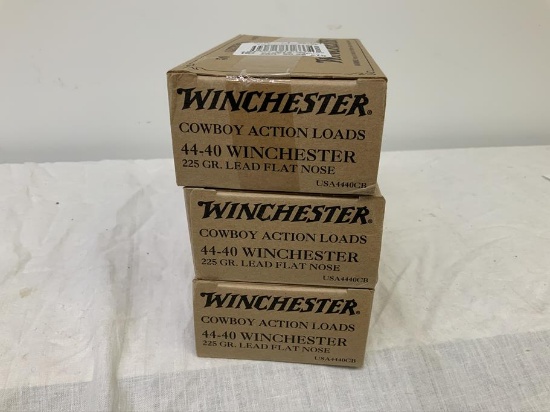 WINCHESTER
WINCHESTER®
COWBOY ACTION LOADS
44-40 WINCHESTER
225 GR. LEAD FLAT NOSE
USA4440CB
WINCHESTER®
COWBOY ACTION LOADS
44-40 WINCHESTER
225 GR. LEAD FLAT NOSE
USA4440CB
WINCHESTER®
COWBOY ACTION LOADS
44-40 WINCHESTER
225 GR. LEAD FLAT NOSE
USA4440CB